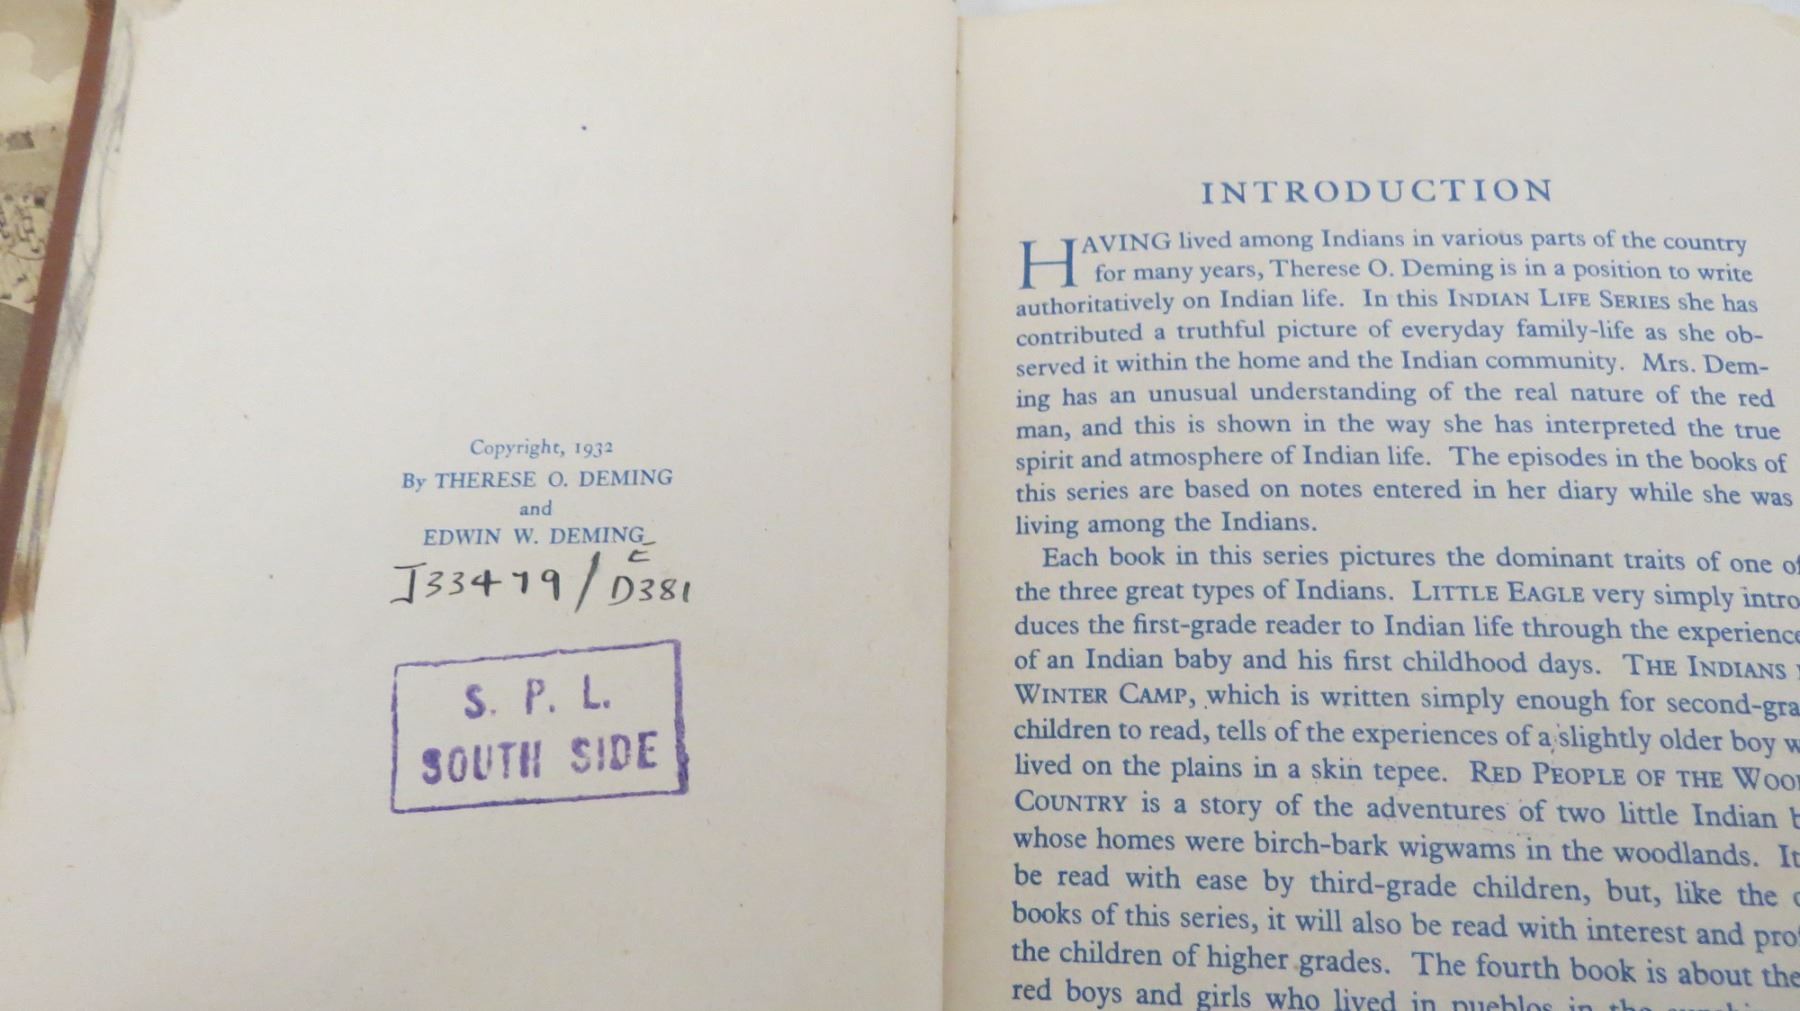 Copyright, 1932
By THERESE O. DEMING
and
EDWIN W. DEMING
E
J33479/D381
S. P. L.
SOUTH SIDE
INTRODUCTION
HAVING lived among Indians in various parts of the country
for many years, Therese O. Deming is in a position to write
authoritatively on Indian life. In this INDIAN LIFE SERIES she has
contributed a truthful picture of everyday family-life as she ob-
served it within the home and the Indian community. Mrs. Dem-
ing has an unusual understanding of the real nature of the red
man, and this is shown in the way she has interpreted the true
spirit and atmosphere of Indian life. The episodes in the books of
this series are based on notes entered in her diary while she was
living among the Indians.
Each book in this series pictures the dominant traits of one of
the three great types of Indians. LITTLE EAGLE very simply intro
duces the first-grade reader to Indian life through the experience
of an Indian baby and his first childhood days. THE INDIANS
WINTER CAMP, which is written simply enough for second-gra
children to read, tells of the experiences of a slightly older boy w
lived on the plains in a skin tepee. RED PEOPLE OF THE WOO
COUNTRY is a story of the adventures of two little Indian b
whose homes were birch-bark wigwams in the woodlands. It
be read with ease by third-grade children, but, like the
books of this series, it will also be read with interest and pro
the children of higher grades. The fourth book is about the
red boys and girls who lived in pueblos in the